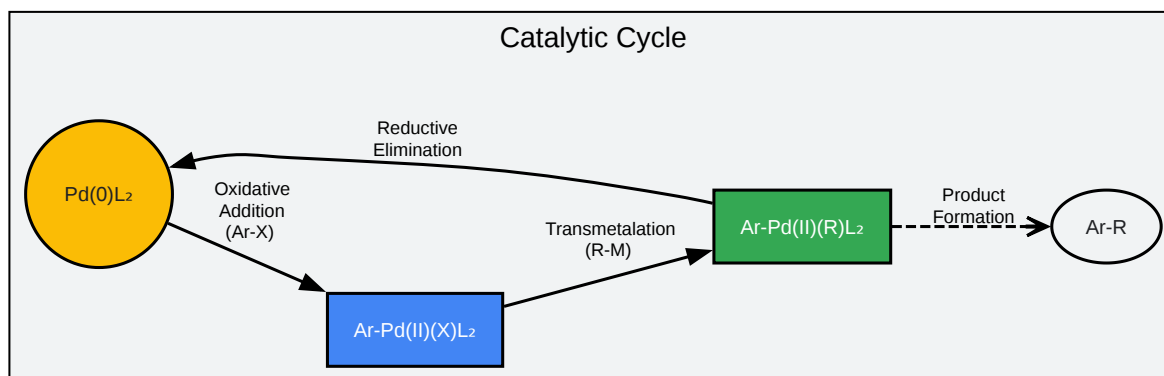 Catalytic Cycle
Reductive
Elimination
Pd(0)L₂
Oxidative
Addition
(Ar-X)
Ar-Pd(II)(X)L₂
Transmetalation
(R-M)
Ar-Pd(II)(R)L₂
Product
Formation
Ar-R